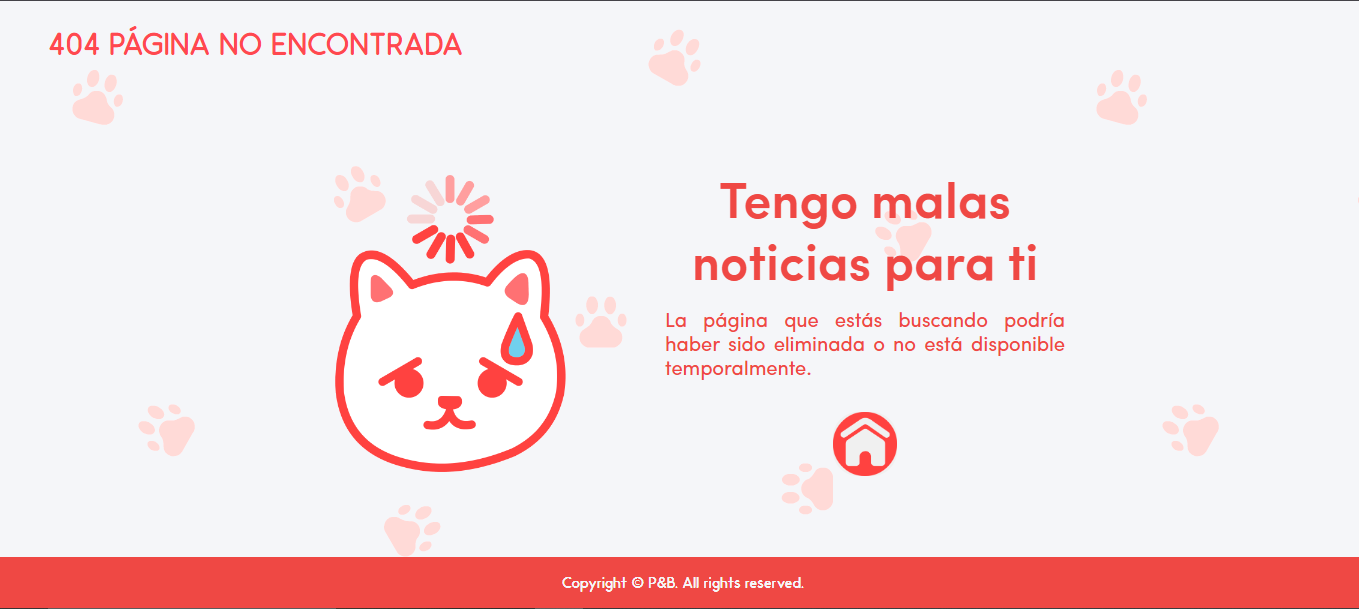 404 PÁGINA NO ENCONTRADA
Tengo malas
noticias para ti
La página que estás buscando podría
haber sido eliminada o no está disponible
temporalmente.
Copyright © P&B. All rights reserved.